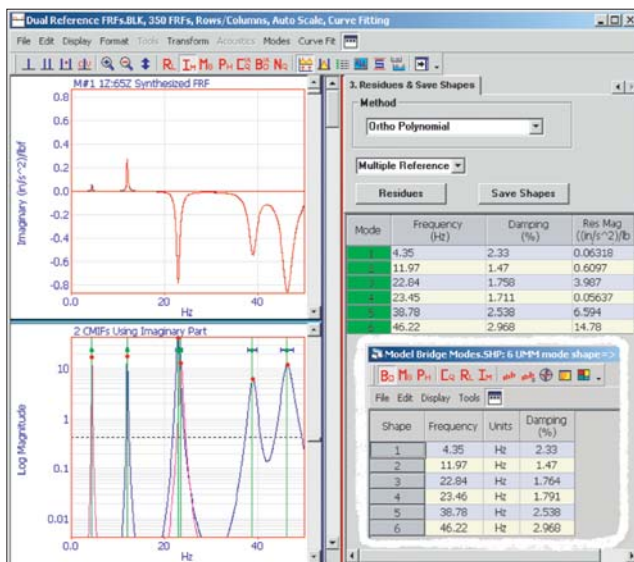 Dual Reference FRFs.BLK, 350 FRFs, Rows/Columns, Auto Scale, Curve Fitting
File Edit Display Format Tools Transform Acoustics Modes Curve Fit
M#1 1Z:65Z Synthesized FRF
Imaginary (in/s^2)/lbf
0.8
0.6
0.4
0.2
0.0
-0.2
-0.4
-0.6
-0.8
0.0 20 40
Hz
2 CMIFs Using Imaginary Part
Log Magnitude
10
1
0.1
0.01
0.0 20 40
Hz
3. Residues & Save Shapes
Method
Ortho Polynomial
Multiple Reference
Residues Save Shapes
Mode Frequency (Hz) Damping (%) Res Mag ((in/s^2)/lb
1 4.35 2.33 0.06318
2 11.97 1.47 0.6097
3 22.84 1.758 3.987
4 23.45 1.711 0.05637
5 38.78 2.538 6.594
6 46.22 2.968 14.78
Model Bridge Modes.SHP: 6 UMM mode shape=>
File Edit Display Tools
Shape Frequency Units Damping (%)
1 4.35 Hz 2.33
2 11.97 Hz 1.47
3 22.84 Hz 1.764
4 23.46 Hz 1.791
5 38.78 Hz 2.538
6 46.22 Hz 2.968